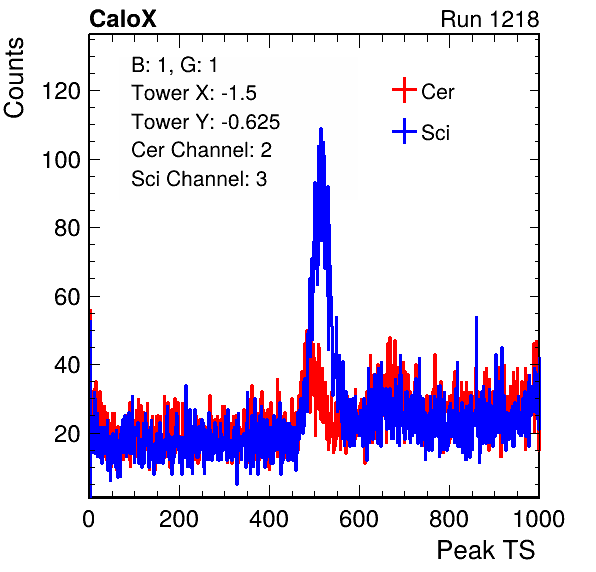 CaloX
Run 1218
Counts
B: 1, G: 1
Tower X: -1.5
Tower Y: -0.625
Cer Channel: 2
Sci Channel: 3
Cer
Sci
120
100
80
60
40
20
0 200 400 600 800 1000
Peak TS